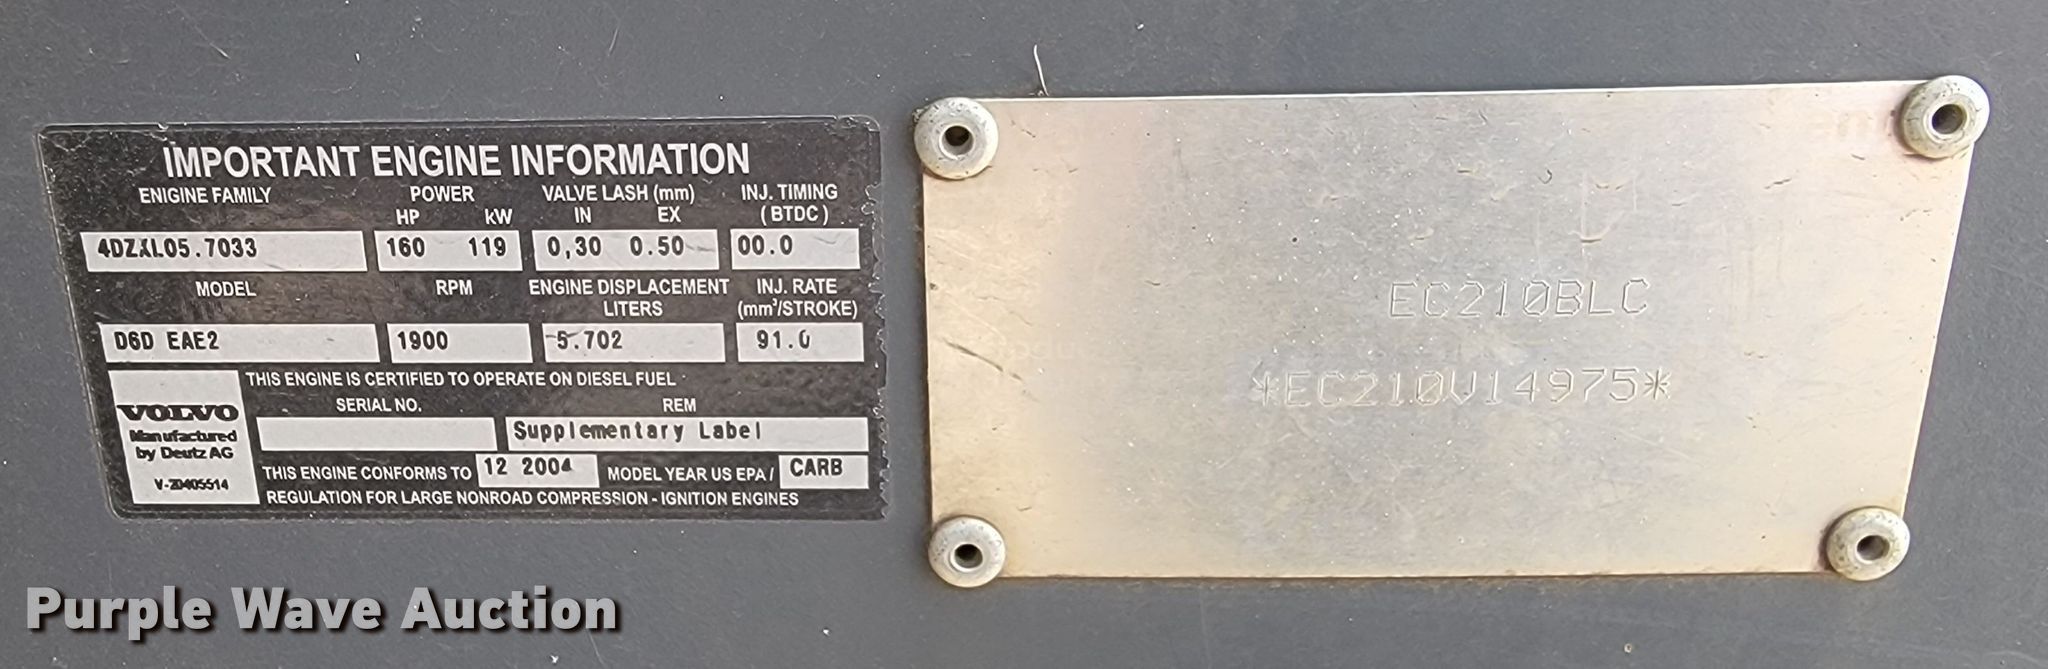 IMPORTANT ENGINE INFORMATION
ENIGINE FAMILY POWER VALVE LASH (mm) INJ. TIMING
HP kW IN EX (BTDC)
4DZXL05.7033 160 119 0,30 0.50 00.0
MODEL RPM ENGINE DISPLACEMENT INJ. RATE
LITERS (mm³/STROKE)
D6D EAE2 1900 5.702 91.0
THIS ENGINE IS CERTIFIED TO OPERATE ON DIESEL FUEL
SERIAL NO. REM
VOLVO
Manufactured
by Deutz AG
V-20405514
Supplementary Label
THIS ENGINE CONFORMS TO 12 2004 MODEL YEAR US EPA / CARB
REGULATION FOR LARGE NONROAD COMPRESSION - IGNITION ENGINES
EC210BLC
*EC210V14975*
Purple Wave Auction